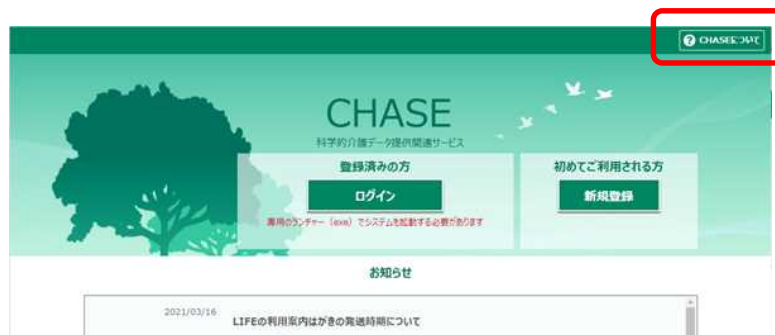 CHASEについて
CHASE
科学的介護データ提供関連サービス
登録済みの方
ログイン
専用のランチャー（exe）でシステムを起動する必要があります
初めてご利用される方
新規登録
お知らせ
2021/03/16
LIFEの利用案内はがきの発送時期について